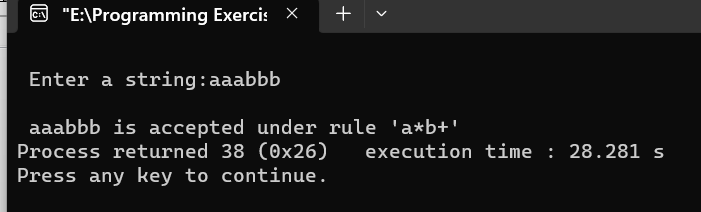 "E:\Programming Exercis
Enter a string:aaabbb
aaabbb is accepted under rule 'a*b+'
Process returned 38 (0x26)   execution time : 28.281 s
Press any key to continue.